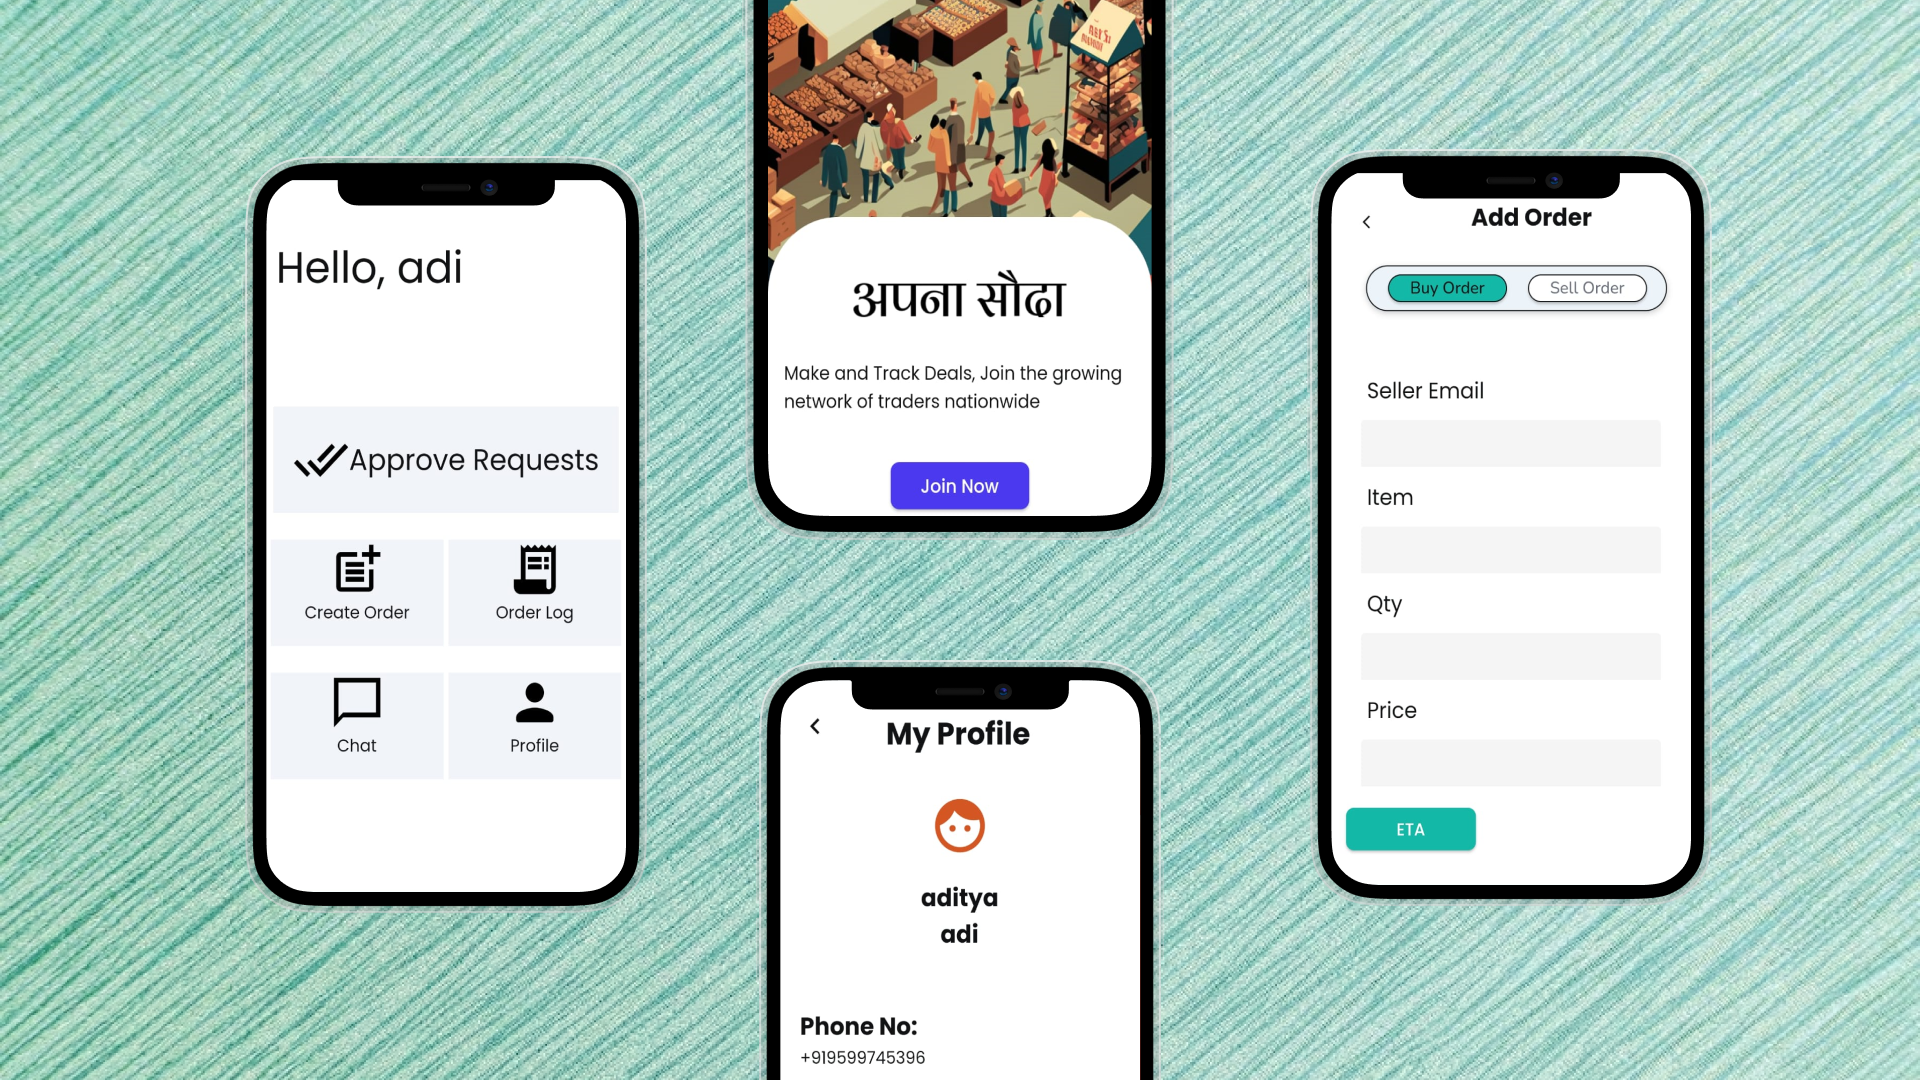 Hello, adi
Approve Requests
Create Order
Order Log
Chat
Profile
अपना सौदा
Make and Track Deals, Join the growing
network of traders nationwide
Join Now
My Profile
aditya
adi
Phone No:
+919599745396
Add Order
Buy Order
Sell Order
Seller Email
Item
Qty
Price
ETA